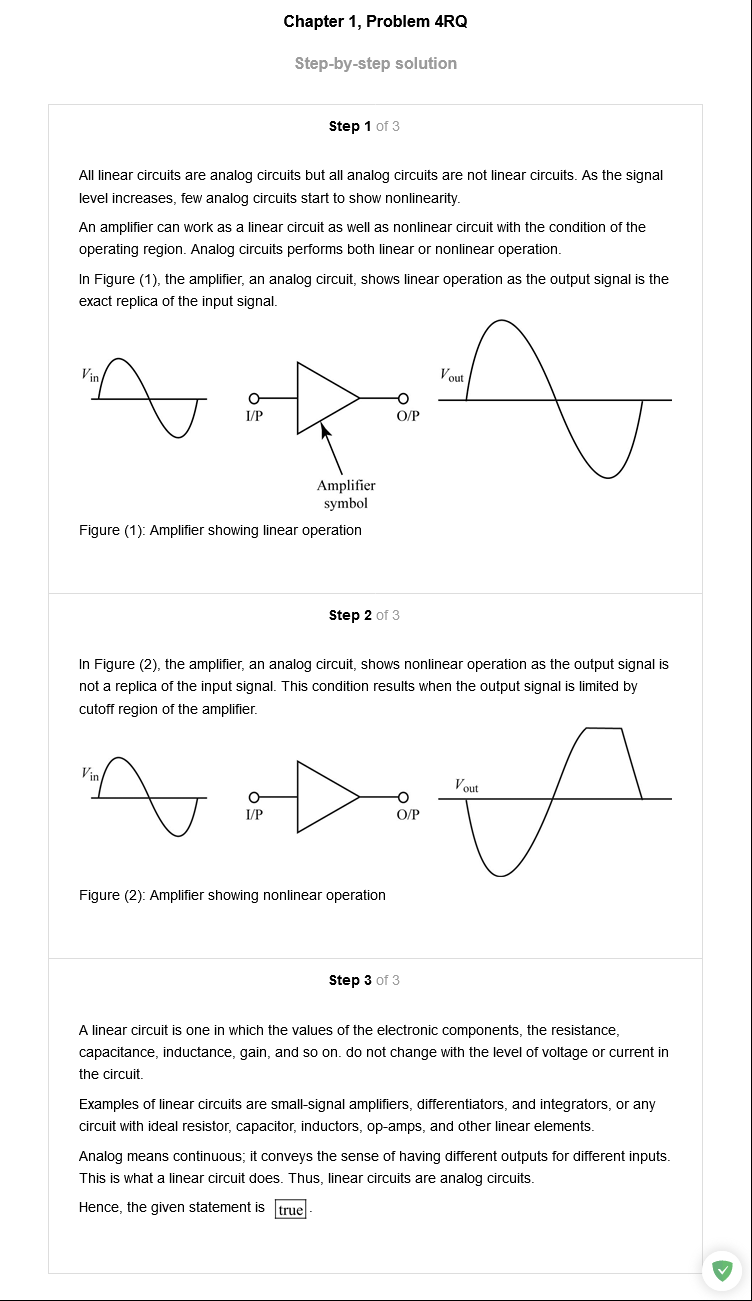 Chapter 1, Problem 4RQ
Step-by-step solution
Step 1 of 3
All linear circuits are analog circuits but all analog circuits are not linear circuits. As the signal
level increases, few analog circuits start to show nonlinearity.
An amplifier can work as a linear circuit as well as nonlinear circuit with the condition of the
operating region. Analog circuits performs both linear or nonlinear operation.
In Figure (1), the amplifier, an analog circuit, shows linear operation as the output signal is the
exact replica of the input signal.
Vin
I/P
O/P
Vout
Amplifier
symbol
Figure (1): Amplifier showing linear operation
Step 2 of 3
In Figure (2), the amplifier, an analog circuit, shows nonlinear operation as the output signal is
not a replica of the input signal. This condition results when the output signal is limited by
cutoff region of the amplifier.
Vin
I/P
O/P
Vout
Figure (2): Amplifier showing nonlinear operation
Step 3 of 3
A linear circuit is one in which the values of the electronic components, the resistance,
capacitance, inductance, gain, and so on. do not change with the level of voltage or current in
the circuit.
Examples of linear circuits are small-signal amplifiers, differentiators, and integrators, or any
circuit with ideal resistor, capacitor, inductors, op-amps, and other linear elements.
Analog means continuous; it conveys the sense of having different outputs for different inputs.
This is what a linear circuit does. Thus, linear circuits are analog circuits.
Hence, the given statement is true.